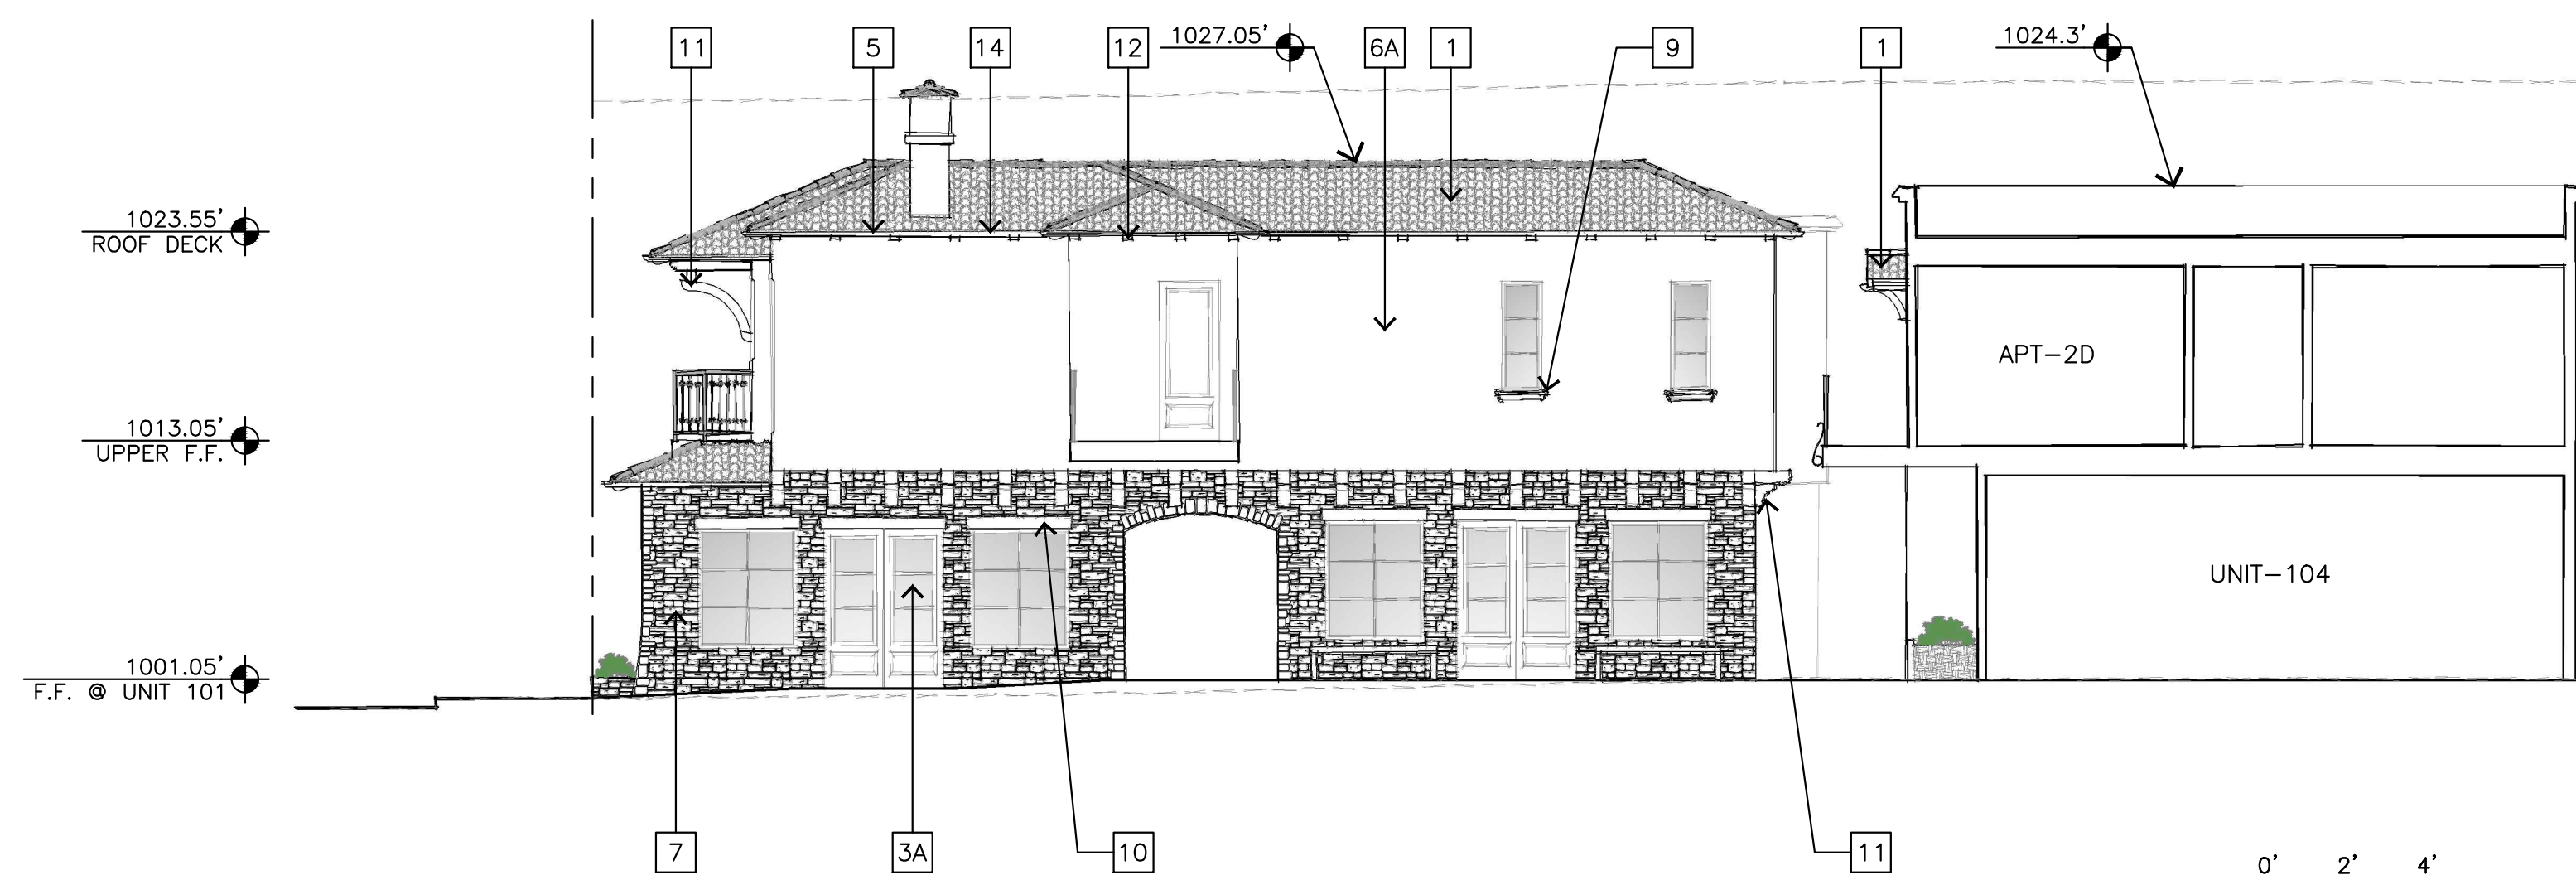 11
5
14
12
1027.05'
6A
1
9
1
1024.3'
1023.55'
ROOF DECK
APT-2D
1013.05'
UPPER F.F.
UNIT-104
1001.05'
F.F. @ UNIT 101
7
3A
10
11
0' 2' 4'